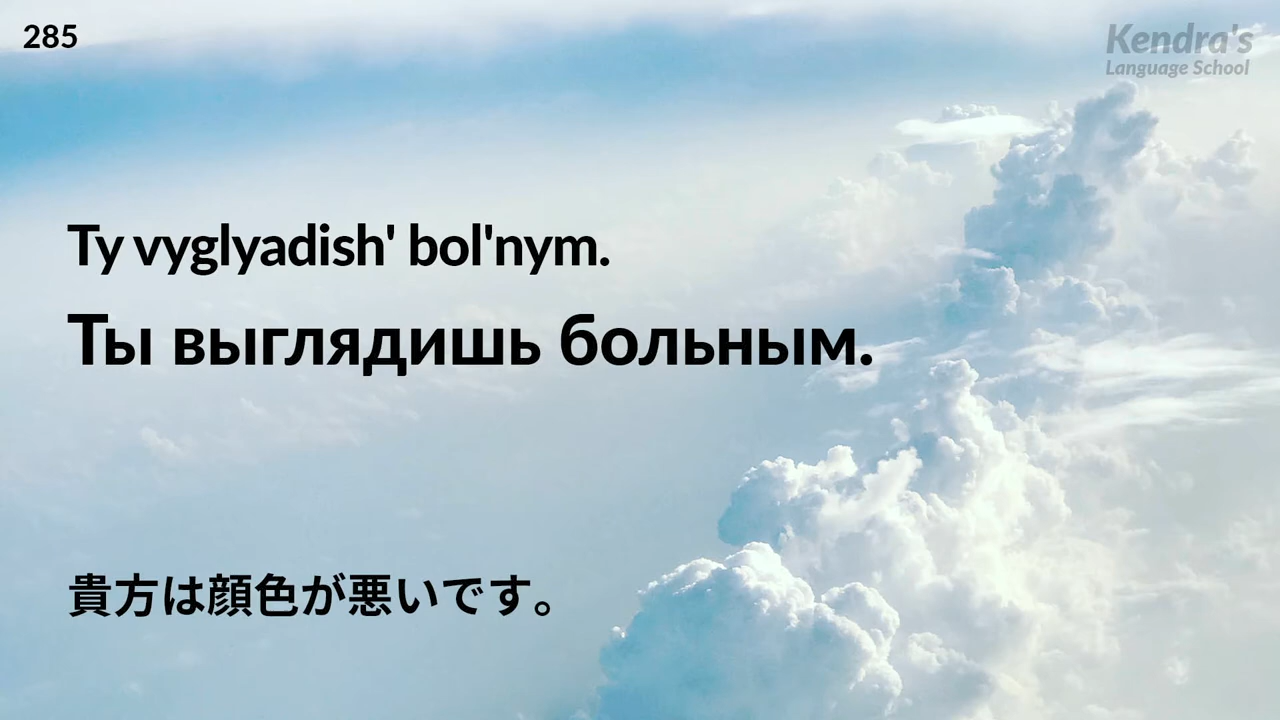 285
Kendra's
Language School
Ty vyglyadish' bol'nym.
Ты выглядишь больным.
貴方は顔色が悪いです。